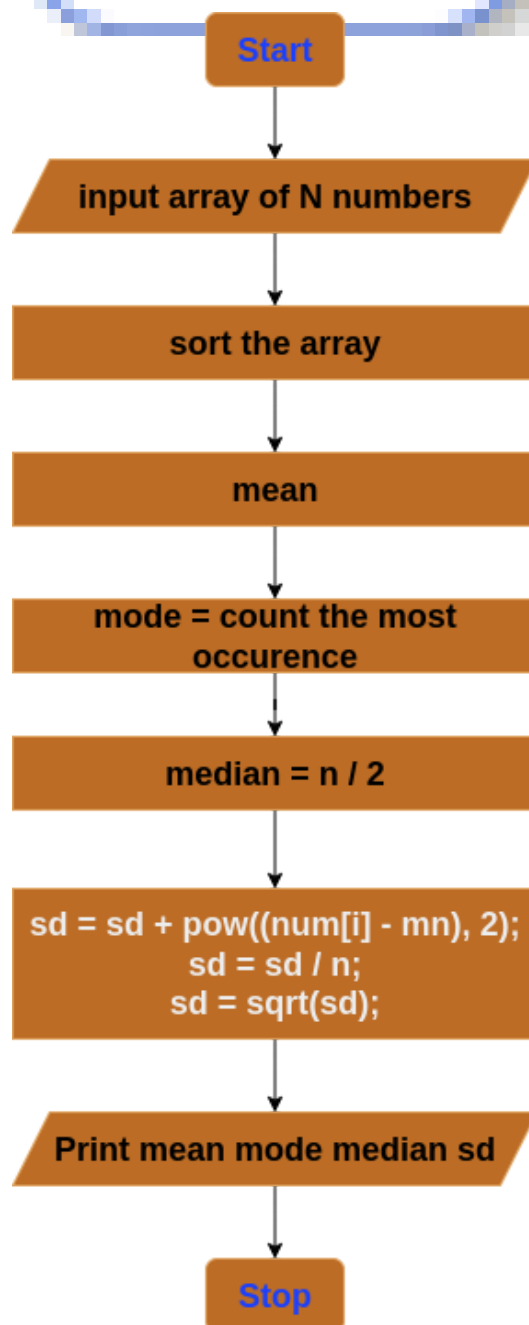 Start
input array of N numbers
sort the array
mean
mode = count the most
occurence
median = n / 2
sd = sd + pow((num[i] - mn), 2);
sd = sd / n;
sd = sqrt(sd);
Print mean mode median sd
Stop